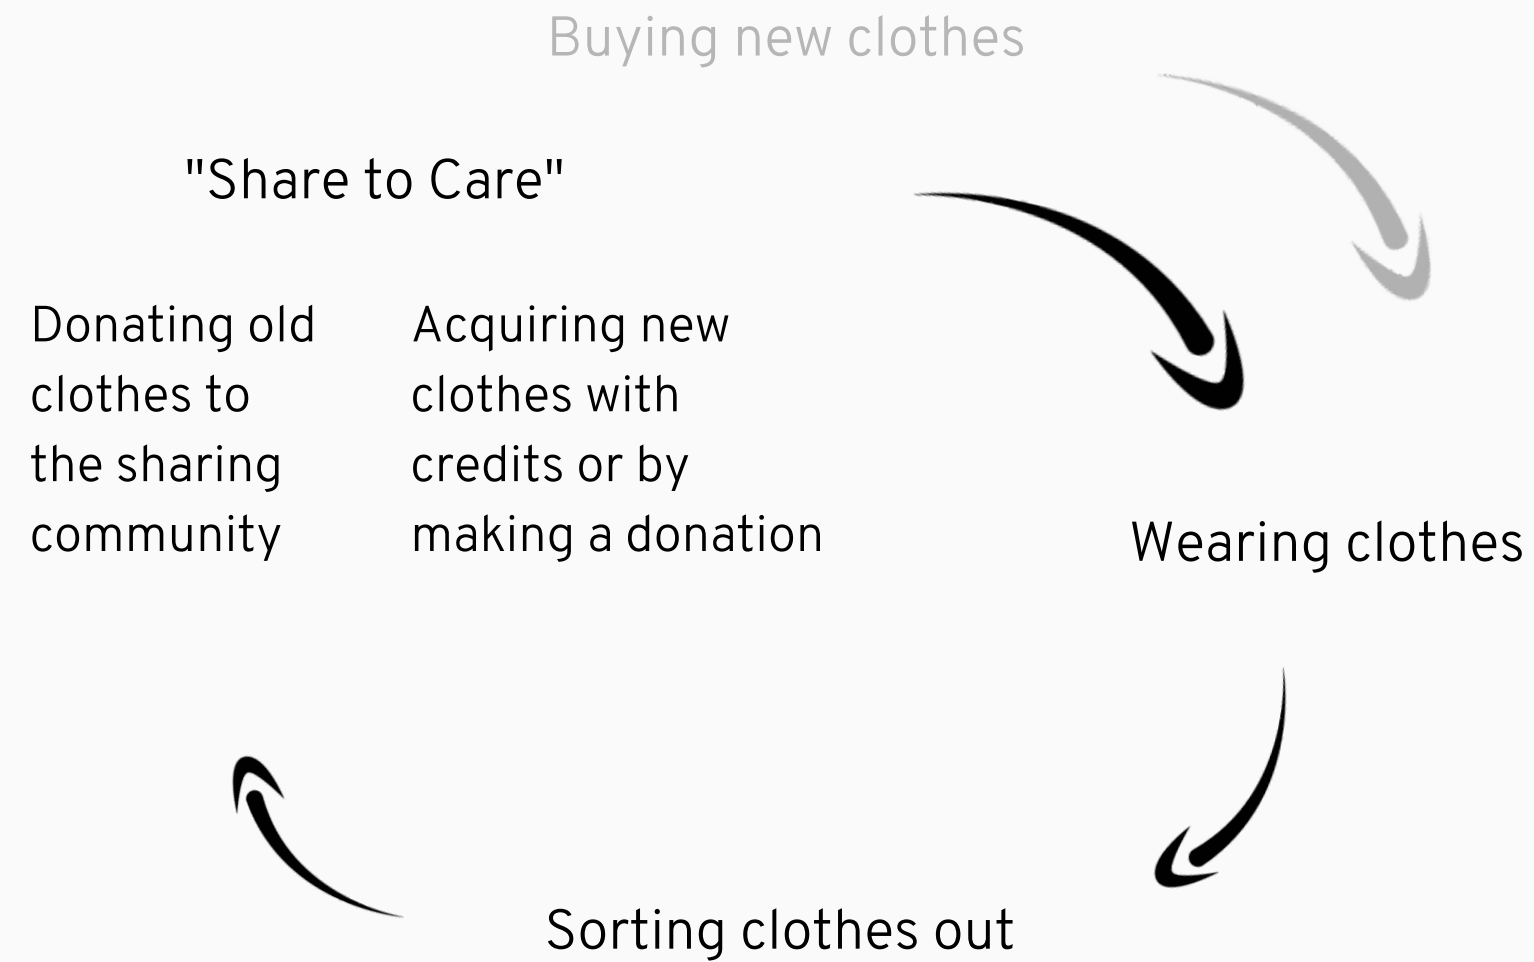 Buying new clothes
"Share to Care"
Donating old
clothes to
the sharing
community
Acquiring new
clothes with
credits or by
making a donation
Wearing clothes
Sorting clothes out